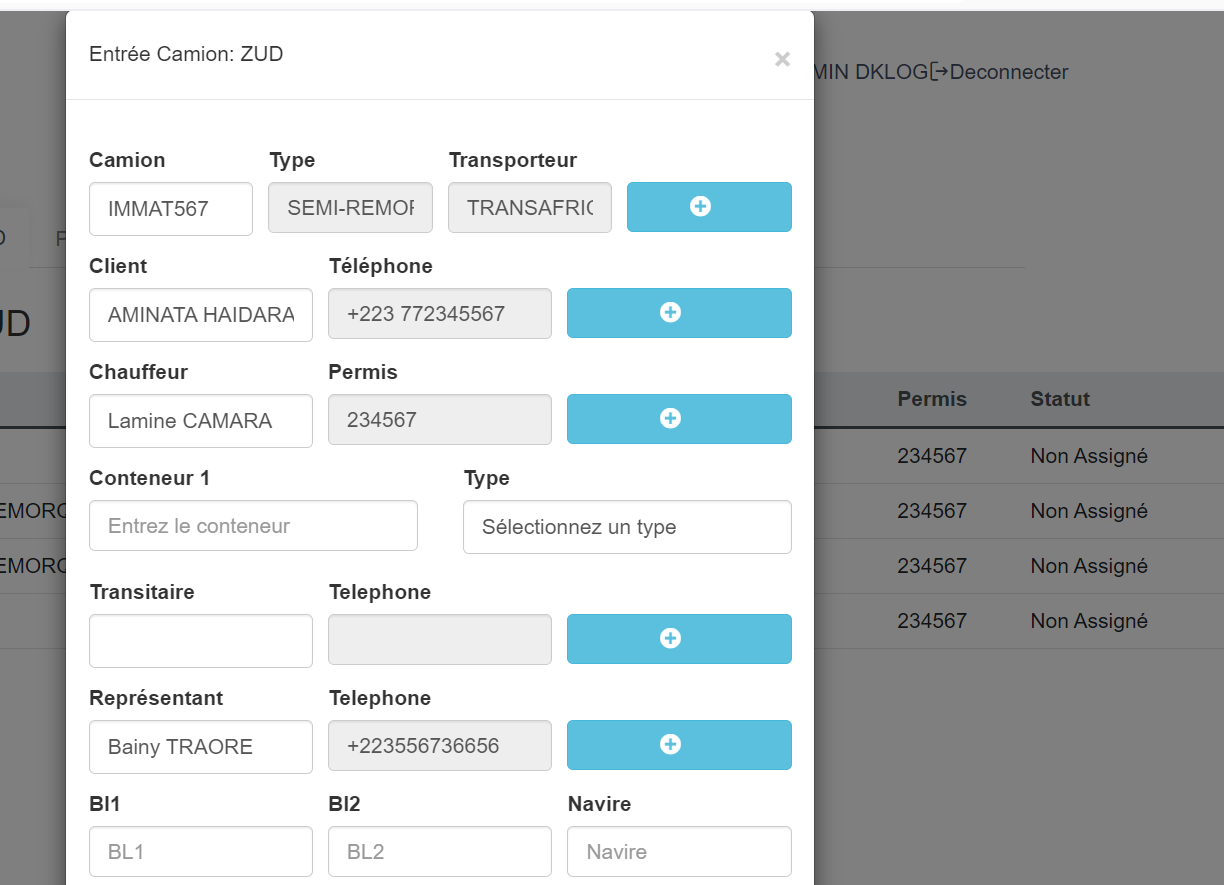 Entrée Camion: ZUD
×
MIN DKLOG Deconnecter
Camion Type Transporteur
IMMAT567 SEMI-REMOR TRANSAFRIC
Client Téléphone
AMINATA HAIDARA +223 772345567
UD
Chauffeur Permis
Permis Statut
Lamine CAMARA 234567
234567 Non Assigné
Conteneur 1 Type
EMORC 234567 Non Assigné
Entrez le conteneur Sélectionnez un type
EMORC 234567 Non Assigné
Transitaire Telephone
234567 Non Assigné
Représentant Telephone
Bainy TRAORE +223556736656
Bl1 Bl2 Navire
BL1 BL2 Navire